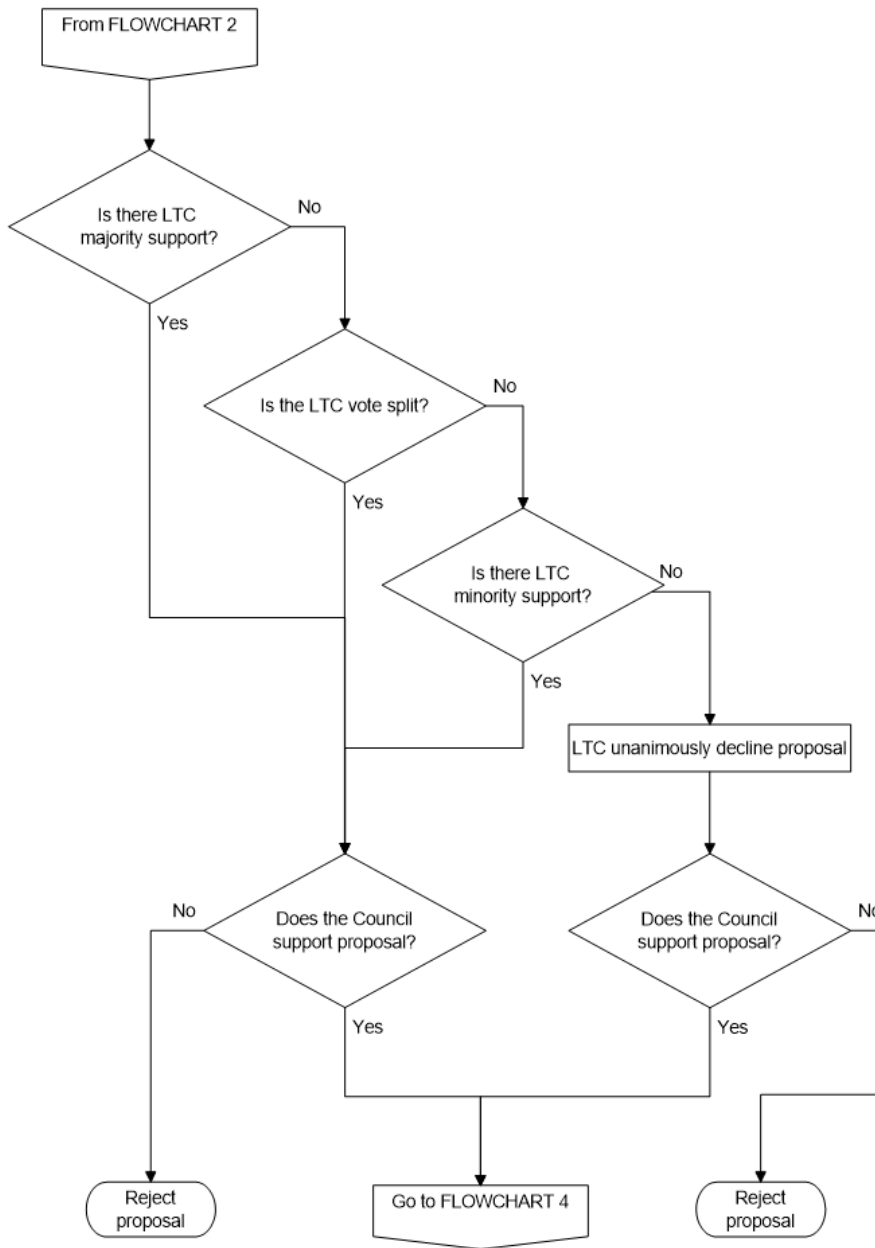 From FLOWCHART 2
Is there LTC
majority support?
No
Yes
Is the LTC vote split?
No
Yes
Is there LTC
minority support?
No
Yes
LTC unanimously decline proposal
Does the Council
support proposal?
No
Yes
Does the Council
support proposal?
No
Yes
Reject
proposal
Go to FLOWCHART 4
Reject
proposal